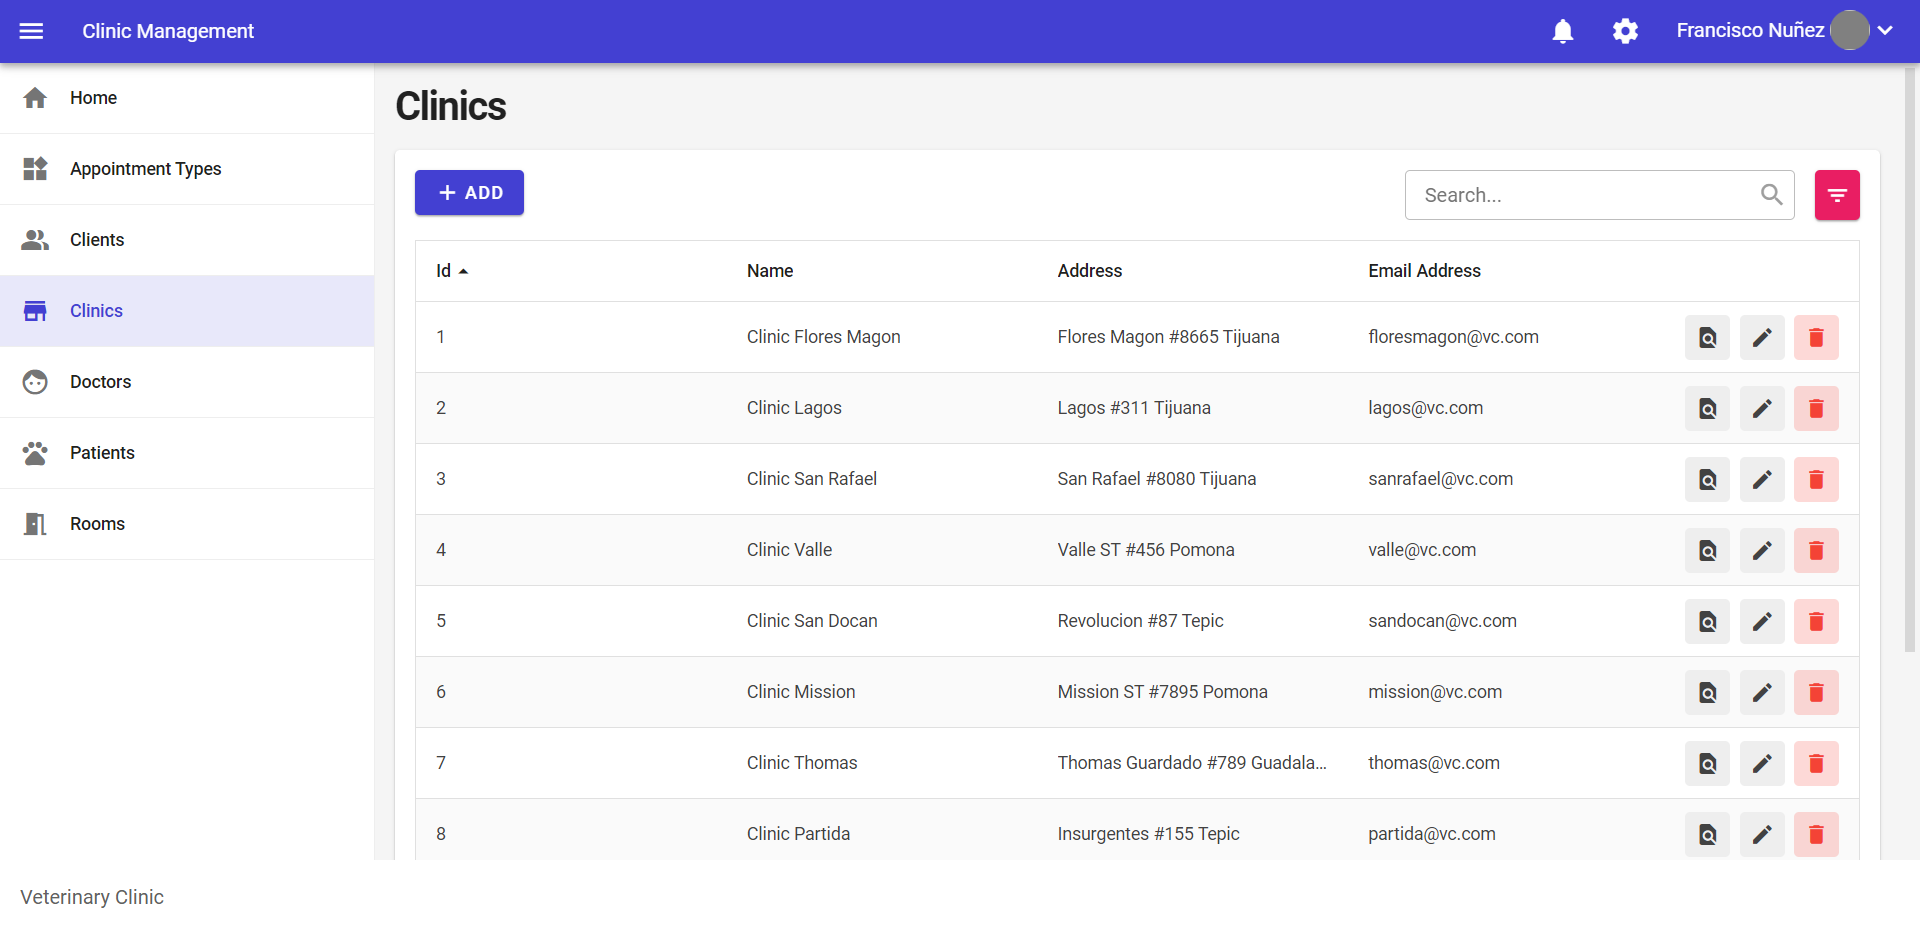 Clinic Management
Francisco Nuñez
Home
Appointment Types
Clients
Clinics
Doctors
Patients
Rooms
Clinics
ADD
Search...
Id Name Address Email Address
1 Clinic Flores Magon Flores Magon #8665 Tijuana floresmagon@vc.com
2 Clinic Lagos Lagos #311 Tijuana lagos@vc.com
3 Clinic San Rafael San Rafael #8080 Tijuana sanrafael@vc.com
4 Clinic Valle Valle ST #456 Pomona valle@vc.com
5 Clinic San Docan Revolucion #87 Tepic sandocan@vc.com
6 Clinic Mission Mission ST #7895 Pomona mission@vc.com
7 Clinic Thomas Thomas Guardado #789 Guadala... thomas@vc.com
8 Clinic Partida Insurgentes #155 Tepic partida@vc.com
Veterinary Clinic